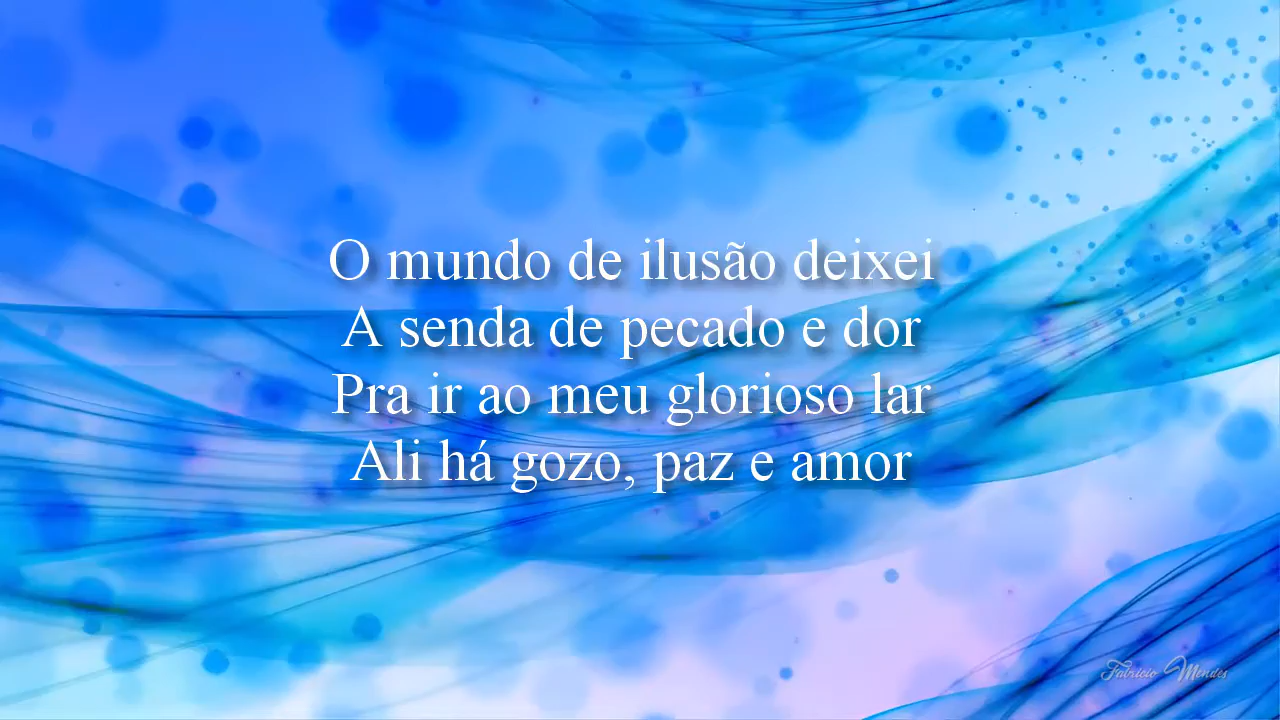 O mundo de ilusão deixei
A senda de pecado e dor
Pra ir ao meu glorioso lar
Ali há gozo, paz e amor
Fabricio Mendes